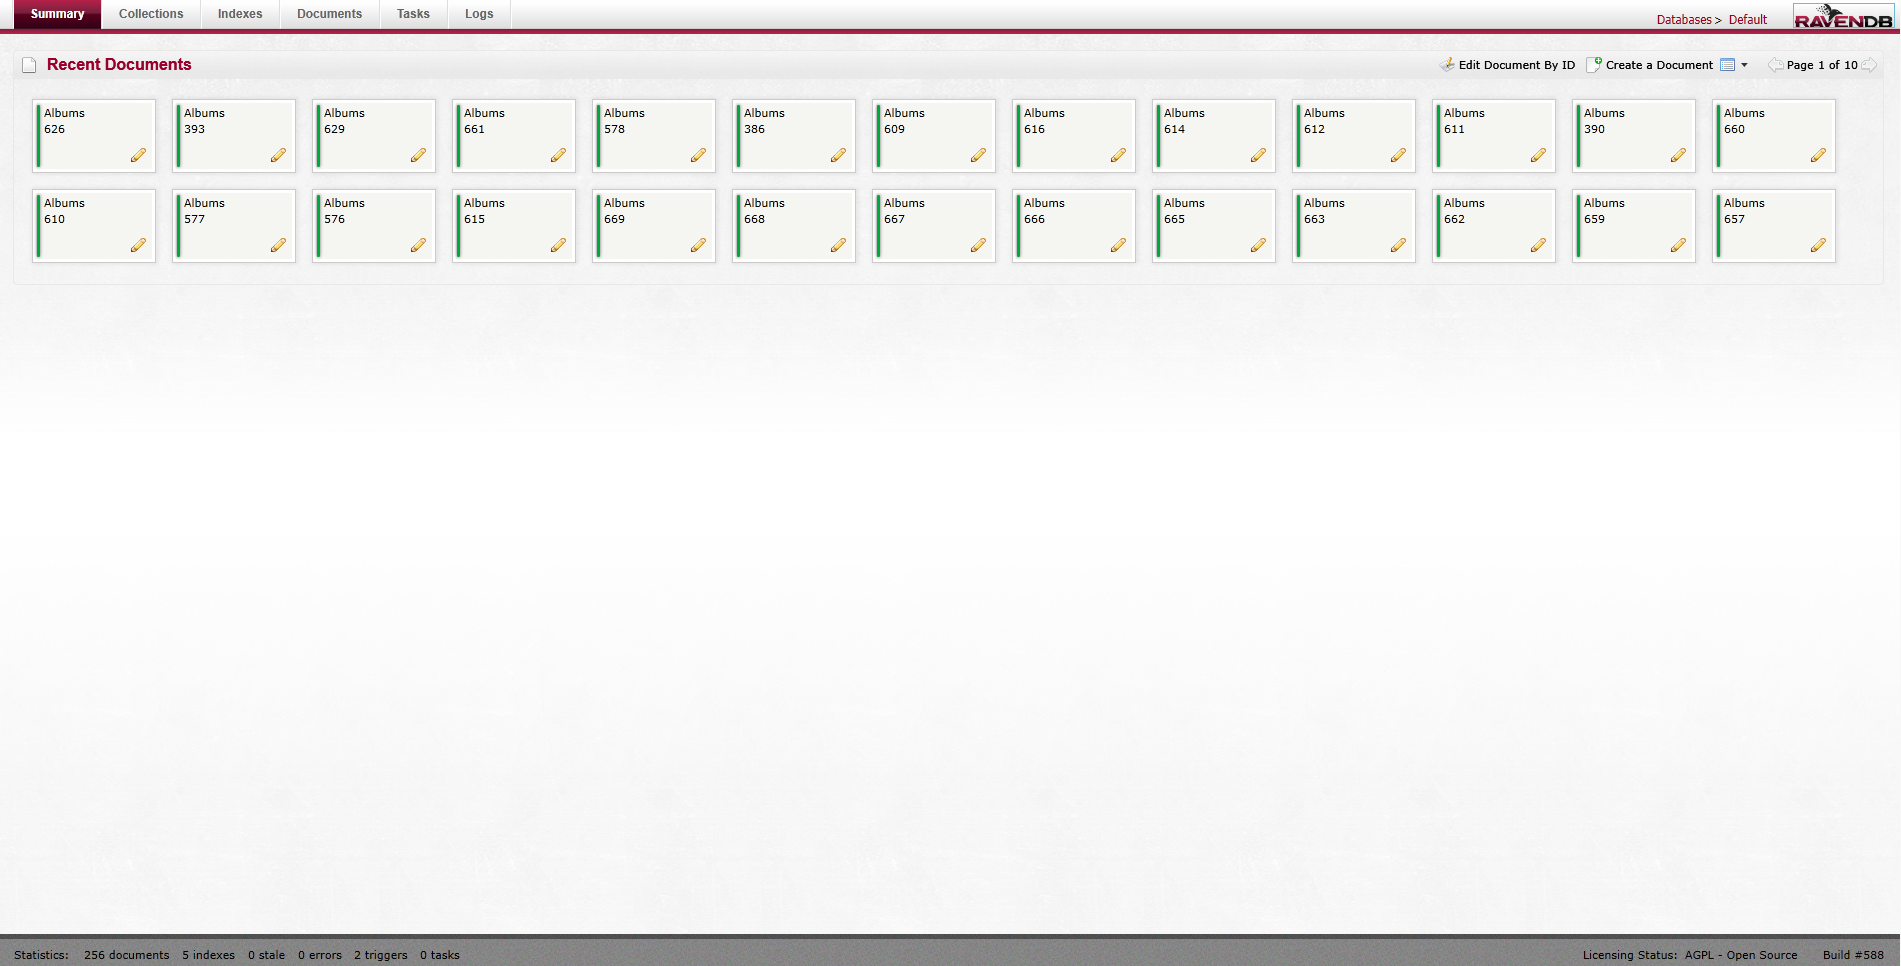 Summary Collections Indexes Documents Tasks Logs
Databases > Default
RAVENDB
Recent Documents
Edit Document By ID Create a Document Page 1 of 10
Albums Albums Albums Albums Albums Albums Albums Albums Albums Albums Albums Albums Albums
626 393 629 661 578 386 609 616 614 612 611 390 660
Albums Albums Albums Albums Albums Albums Albums Albums Albums Albums Albums Albums Albums
610 577 576 615 669 668 667 666 665 663 662 659 657
Statistics: 256 documents 5 indexes 0 stale 0 errors 2 triggers 0 tasks
Licensing Status: AGPL - Open Source Build #588